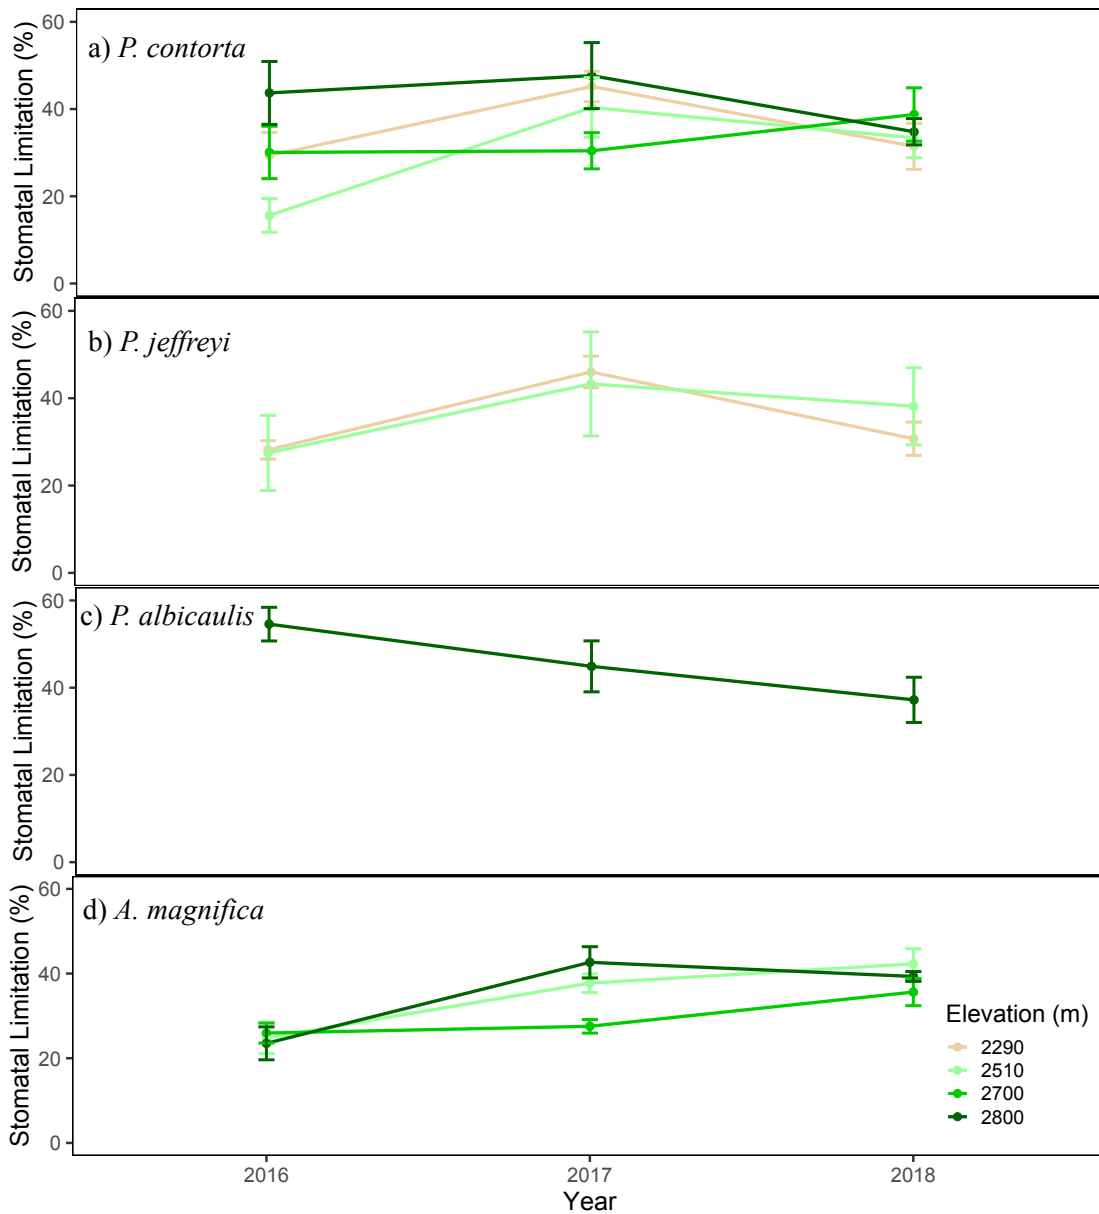 60
40
20
0
Stomatal Limitation (%)
a) P. contorta
60
40
20
0
Stomatal Limitation (%)
b) P. jeffreyi
60
40
20
0
Stomatal Limitation (%)
c) P. albicaulis
60
40
20
0
Stomatal Limitation (%)
d) A. magnifica
Elevation (m)
2290
2510
2700
2800
2016
2017
2018
Year